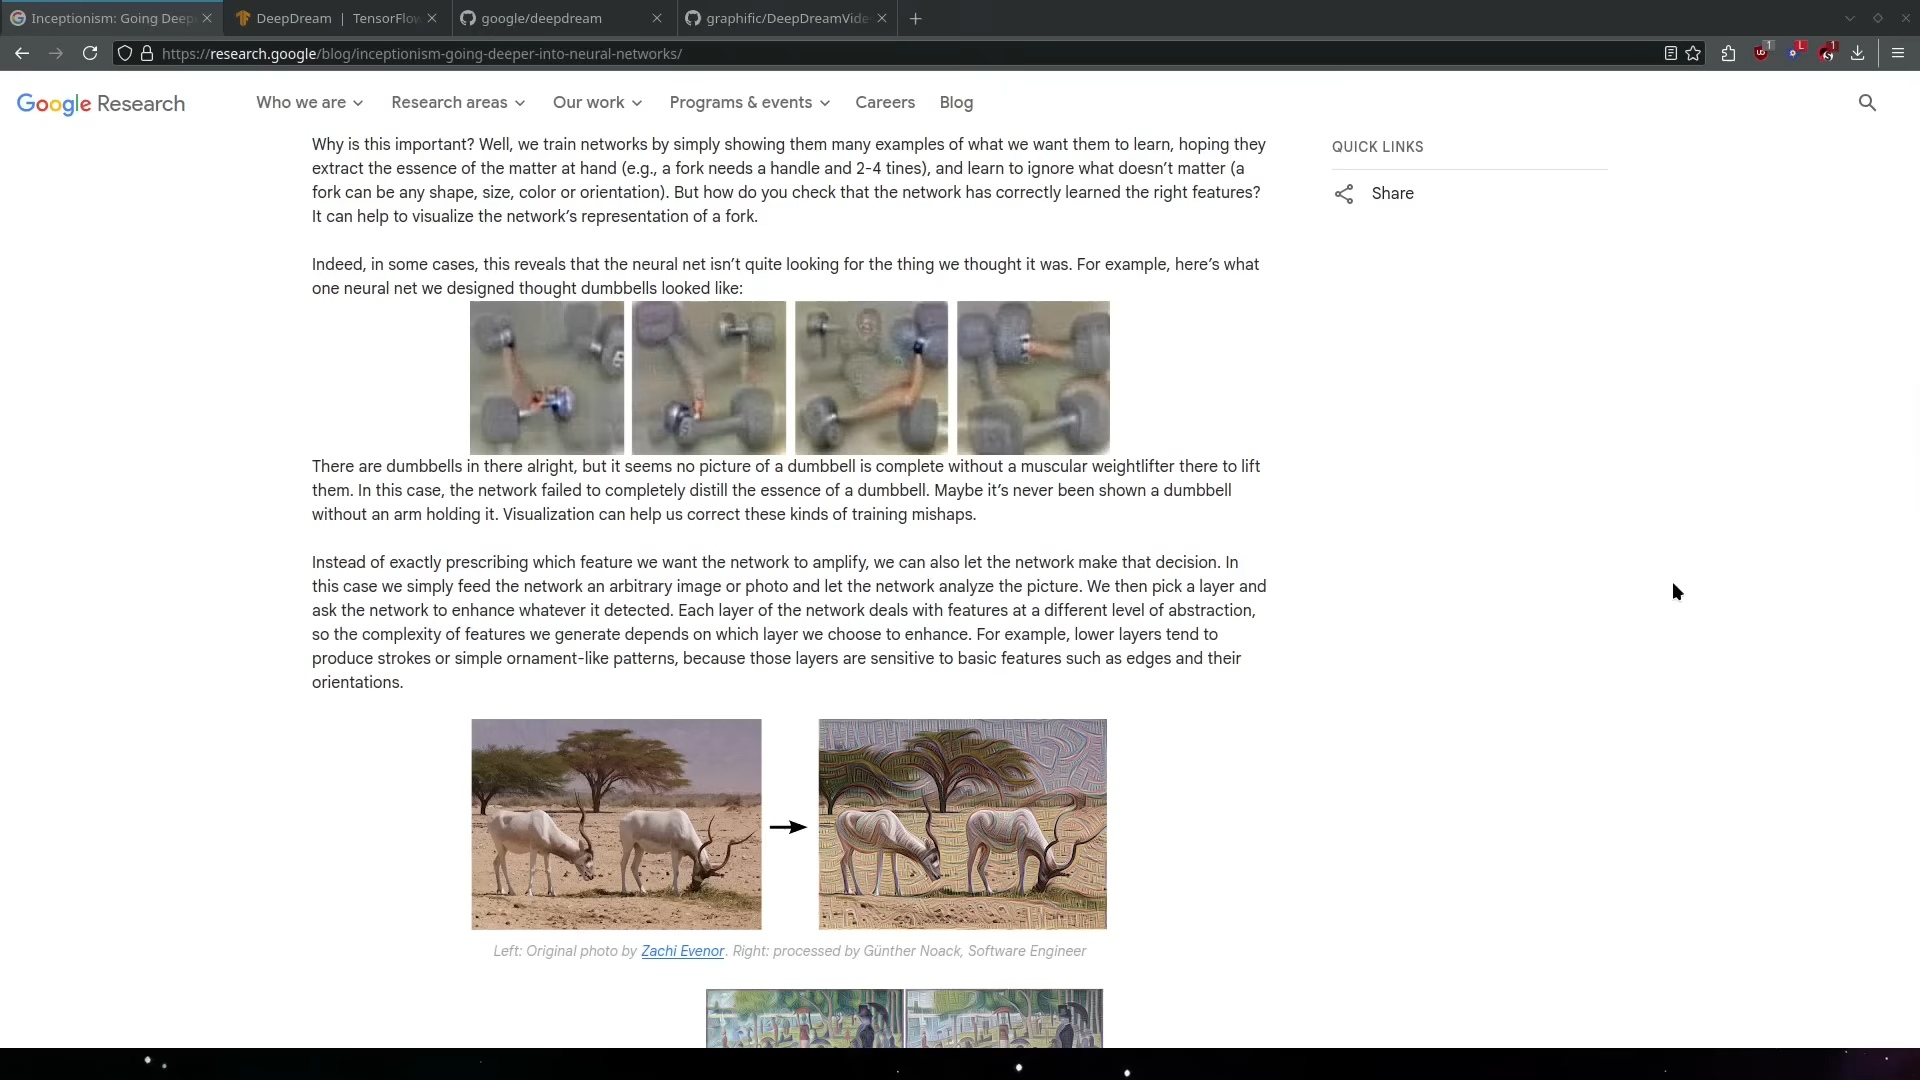 Inceptionism: Going Deep
DeepDream | TensorFlow
google/deepdream
graphific/DeepDreamVide
https://research.google/blog/inceptionism-going-deeper-into-neural-networks/
1
L
1
Google Research
Who we are
Research areas
Our work
Programs & events
Careers
Blog
Why is this important? Well, we train networks by simply showing them many examples of what we want them to learn, hoping they
extract the essence of the matter at hand (e.g., a fork needs a handle and 2-4 tines), and learn to ignore what doesn’t matter (a
fork can be any shape, size, color or orientation). But how do you check that the network has correctly learned the right features?
It can help to visualize the network’s representation of a fork.
Indeed, in some cases, this reveals that the neural net isn’t quite looking for the thing we thought it was. For example, here’s what
one neural net we designed thought dumbbells looked like:
There are dumbbells in there alright, but it seems no picture of a dumbbell is complete without a muscular weightlifter there to lift
them. In this case, the network failed to completely distill the essence of a dumbbell. Maybe it’s never been shown a dumbbell
without an arm holding it. Visualization can help us correct these kinds of training mishaps.
Instead of exactly prescribing which feature we want the network to amplify, we can also let the network make that decision. In
this case we simply feed the network an arbitrary image or photo and let the network analyze the picture. We then pick a layer and
ask the network to enhance whatever it detected. Each layer of the network deals with features at a different level of abstraction,
so the complexity of features we generate depends on which layer we choose to enhance. For example, lower layers tend to
produce strokes or simple ornament-like patterns, because those layers are sensitive to basic features such as edges and their
orientations.
Left: Original photo by Zachi Evenor. Right: processed by Günther Noack, Software Engineer
QUICK LINKS
Share